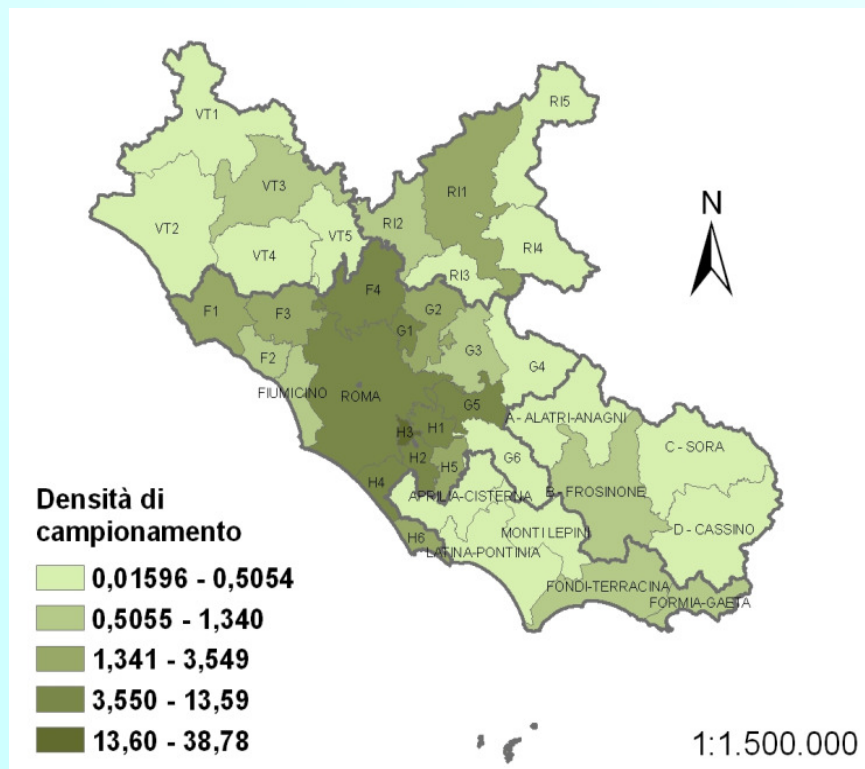 RI5
VT1
N
VT3
RI1
RI2
VT2
VT5
RI4
VT4
RI3
F4
F1
F3
G2
G1
G3
F2
G4
FIUMICINO
ROMA
G5
A - ALATRI-ANAGNI
H3
H1
C - SORA
H2
H5
G6
H4
B - FROSINONE
APRILIA-CISTERNA
D - CASSINO
H6
MONTI LEPINI
LATINA-PONTINIA
FONDI-TERRACINA
FORMIA-GAETA
Densità di
campionamento
0,01596 - 0,5054
0,5055 - 1,340
1,341 - 3,549
3,550 - 13,59
13,60 - 38,78
1:1.500.000